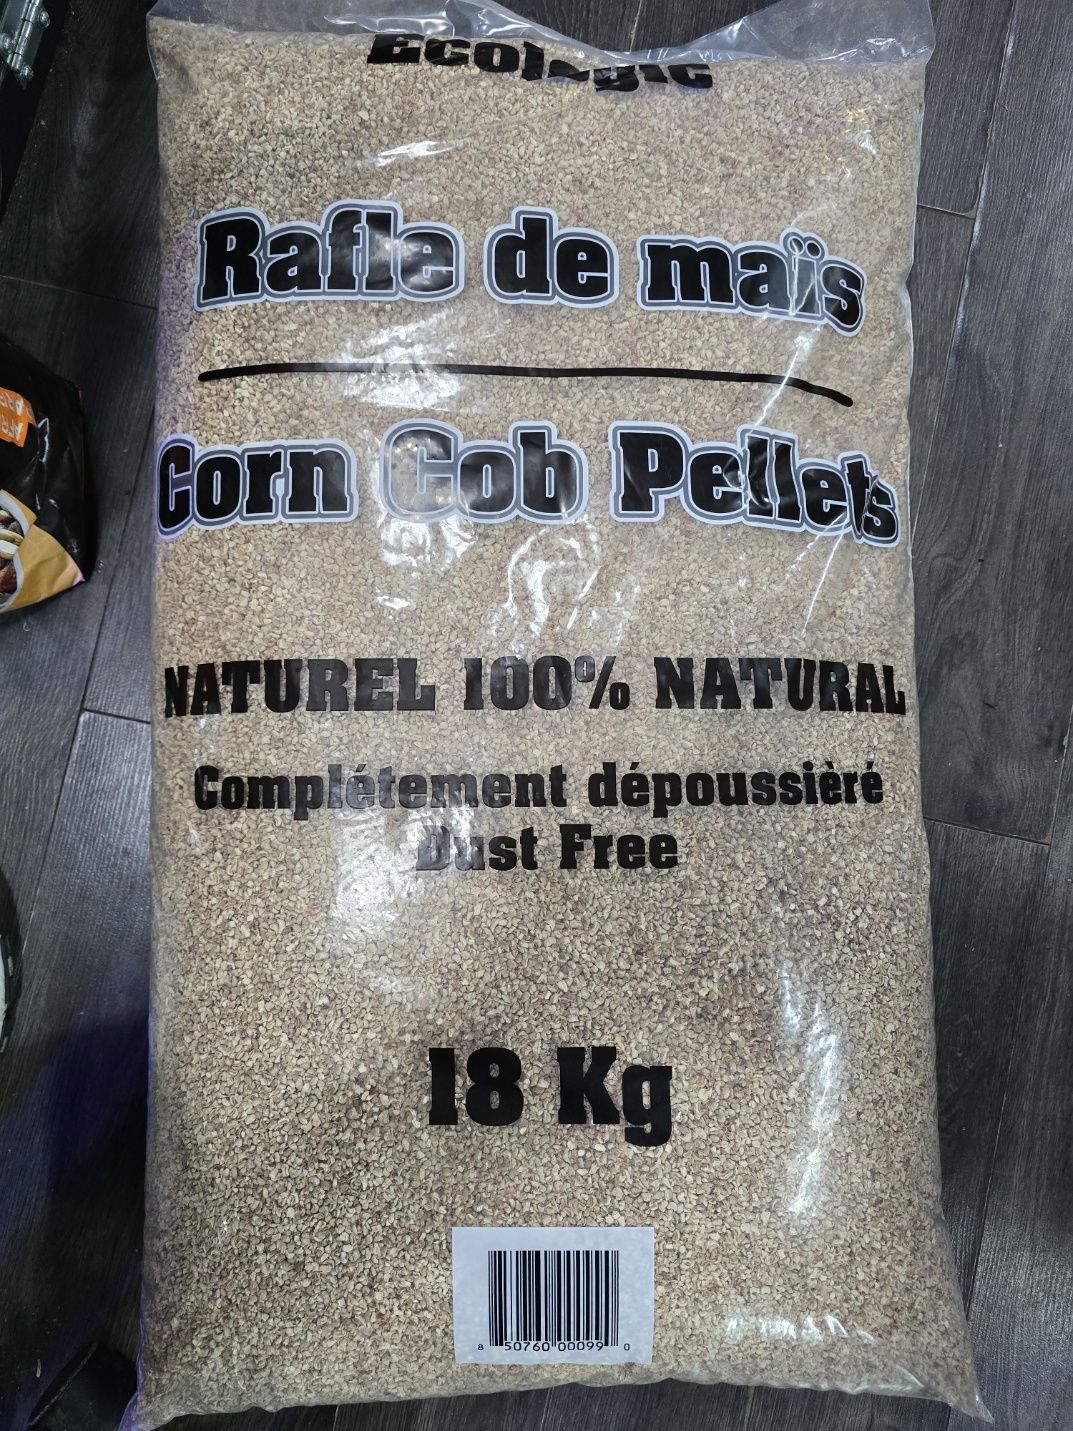 Ecologic
Rafle de maïs
Corn Cob Pellets
NATUREL 100% NATURAL
Complétement dépoussièré
Dust Free
18 Kg
8 50760 00099 0